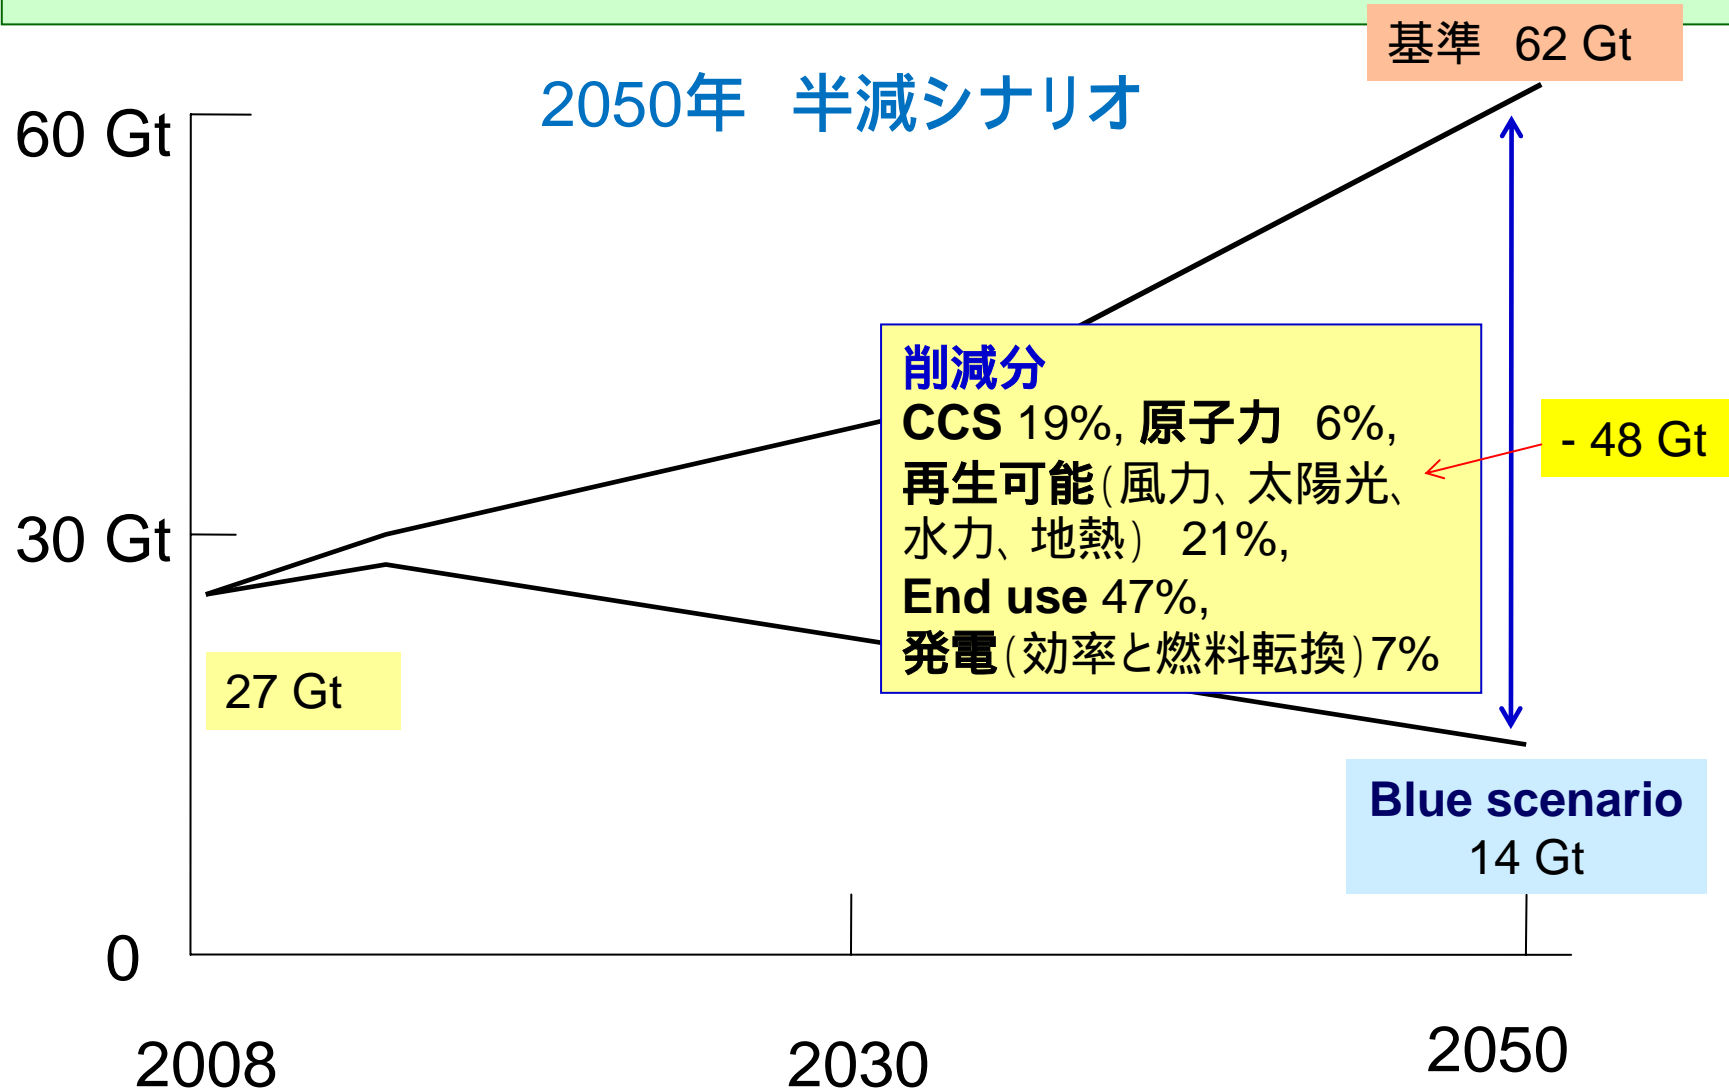 基準 62 Gt
2050年 半減シナリオ
60 Gt
削減分
CCS 19%, 原子力 6%,
再生可能(風力、太陽光、
水力、地熱) 21%,
End use 47%,
発電(効率と燃料転換)7%
- 48 Gt
30 Gt
27 Gt
Blue scenario
14 Gt
0
2008
2030
2050